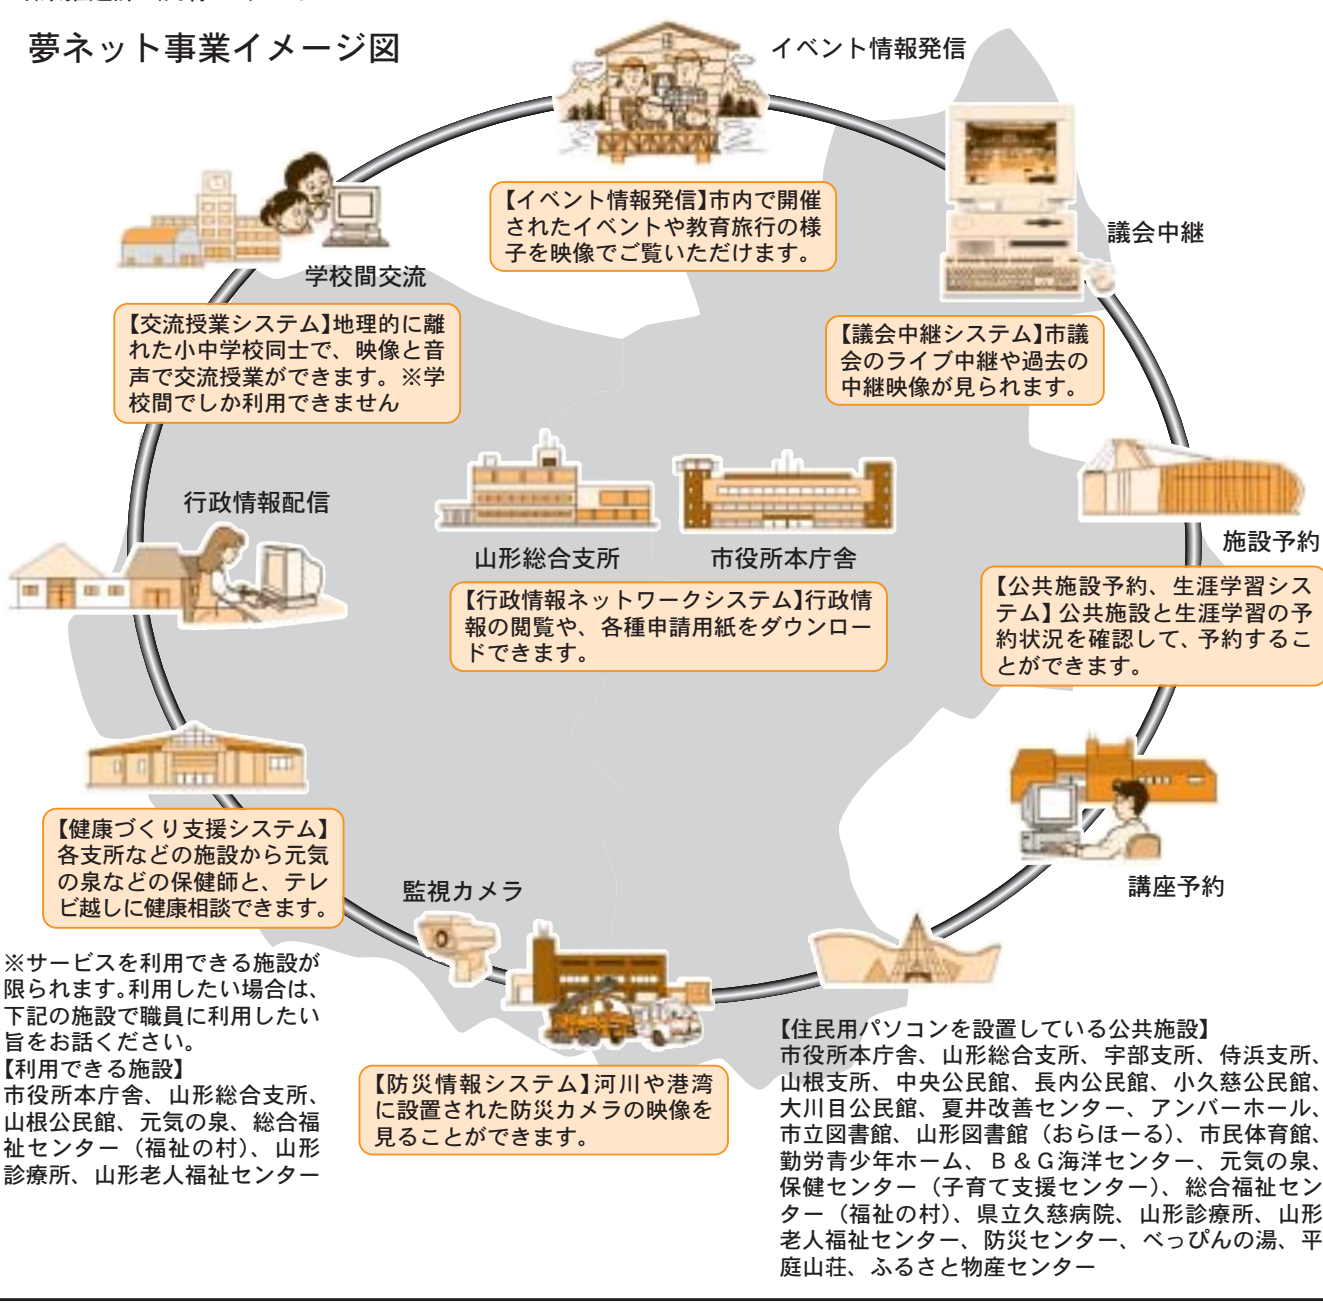 夢ネット事業イメージ図
イベント情報発信
【イベント情報発信】市内で開催
されたイベントや教育旅行の様
子を映像でご覧いただけます。
議会中継
【議会中継システム】市議
会のライブ中継や過去の
中継映像が見られます。
学校間交流
【交流授業システム】地理的に離
れた小中学校同士で、映像と音
声で交流授業ができます。※学
校間でしか利用できません
行政情報配信
山形総合支所
市役所本庁舎
【行政情報ネットワークシステム】行政情
報の閲覧や、各種申請用紙をダウンロー
ドできます。
施設予約
【公共施設予約、生涯学習シス
テム】公共施設と生涯学習の予
約状況を確認して、予約するこ
とができます。
講座予約
【健康づくり支援システム】
各支所などの施設から元気
の泉などの保健師と、テレ
ビ越しに健康相談できます。
※サービスを利用できる施設が
限られます。利用したい場合は、
下記の施設で職員に利用したい
旨をお話ください。
【利用できる施設】
市役所本庁舎、山形総合支所、
山根公民館、元気の泉、総合福
祉センター（福祉の村）、山形
診療所、山形老人福祉センター
監視カメラ
【防災情報システム】河川や港湾
に設置された防災カメラの映像を
見ることができます。
【住民用パソコンを設置している公共施設】
市役所本庁舎、山形総合支所、宇部支所、侍浜支所、
山根支所、中央公民館、長内公民館、小久慈公民館、
大川目公民館、夏井改善センター、アンバーホール、
市立図書館、山形図書館（おらほーる）、市民体育館、
勤労青少年ホーム、Ｂ＆Ｇ海洋センター、元気の泉、
保健センター（子育て支援センター）、総合福祉セン
ター（福祉の村）、県立久慈病院、山形診療所、山形
老人福祉センター、防災センター、べっぴんの湯、平
庭山荘、ふるさと物産センター